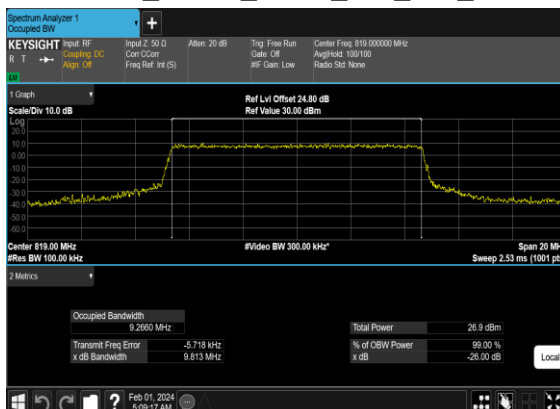 Spectrum Analyzer 1
Occupied BW
+
KEYSIGHT
R T
Input: RF
Coupling: DC
Align: Off
Input Z: 50 Ω
Corr CCorr
Freq Ref: Int (S)
Atten: 20 dB
Trig: Free Run
Gate: Off
#IF Gain: Low
Center Freq: 819.000000 MHz
Avg|Hold: 100/100
Radio Std: None
1 Graph
Scale/Div 10.0 dB
Ref Lvl Offset 24.80 dB
Ref Value 30.00 dBm
Log
20.0
10.0
0.00
-10.0
-20.0
-30.0
-40.0
-50.0
-60.0
Center 819.00 MHz
#Res BW 100.00 kHz
#Video BW 300.00 kHz*
Span 20 MH
Sweep 2.53 ms (1001 pt
2 Metrics
Occupied Bandwidth
9.2660 MHz
Transmit Freq Error -5.718 kHz
x dB Bandwidth 9.813 MHz
Total Power 26.9 dBm
% of OBW Power 99.00 %
x dB -26.00 dB
Local
?
Feb 01, 2024
5:09:17 AM